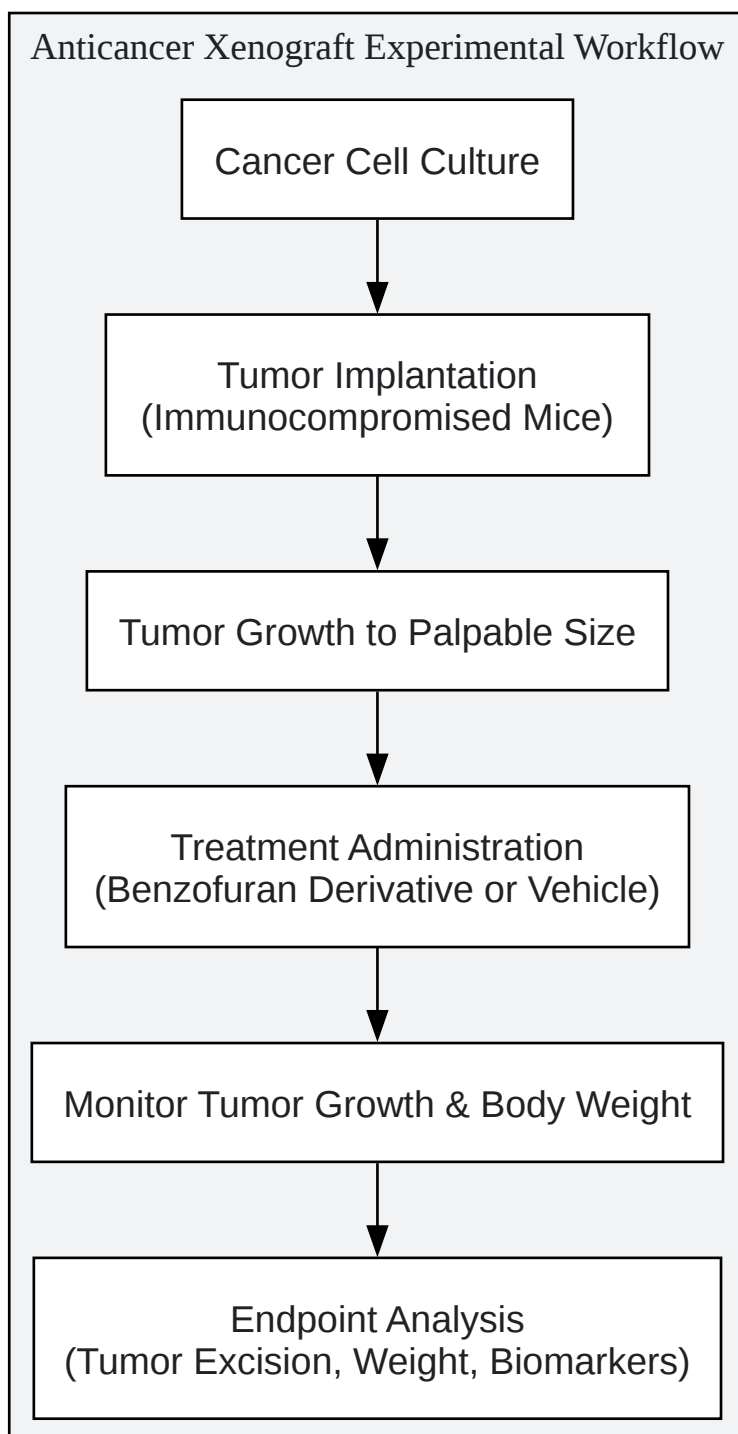 Anticancer Xenograft Experimental Workflow
Cancer Cell Culture
Tumor Implantation
(Immunocompromised Mice)
Tumor Growth to Palpable Size
Treatment Administration
(Benzofuran Derivative or Vehicle)
Monitor Tumor Growth & Body Weight
Endpoint Analysis
(Tumor Excision, Weight, Biomarkers)